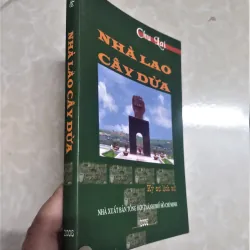 Chu Lai
NHÀ LAO
CÂY DỪA
Ký sự lịch sử
NHÀ XUẤT BẢN TỔNG HỢP THÀNH PHỐ HỒ CHÍ MINH
NHÀ LAO CÂY DỪA
2005